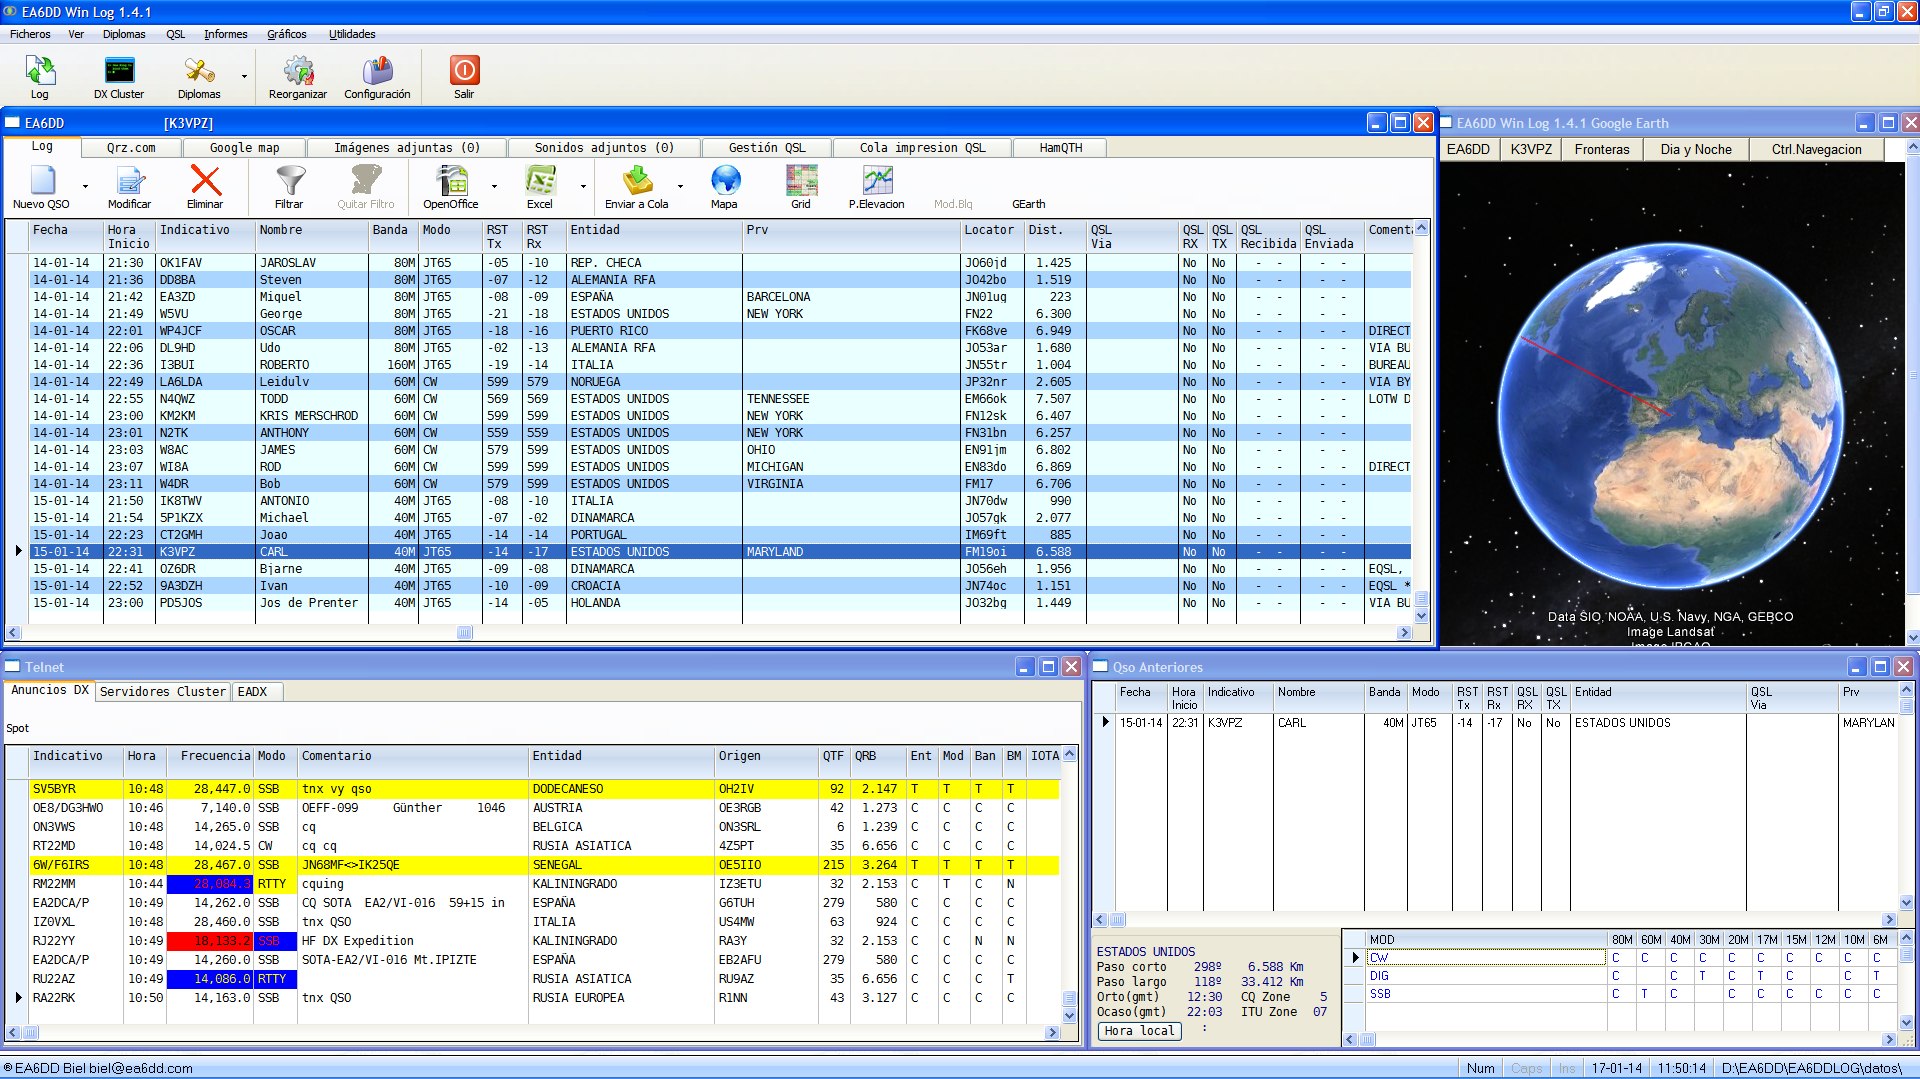 EA6DD Win Log 1.4.1
Ficheros Ver Diplomas QSL Informes Gráficos Utilidades
Log DX Cluster Diplomas Reorganizar Configuración Salir
EA6DD [K3VPZ]
Log Qrz.com Google map Imágenes adjuntas (0) Sonidos adjuntos (0) Gestión QSL Cola impresion QSL HamQTH
Nuevo QSO Modificar Eliminar Filtrar Quitar Filtro OpenOffice Excel Enviar a Cola Mapa Grid P.Elevacion Mod.Blq GEarth
Fecha Hora Inicio Indicativo Nombre Banda Modo RST Tx RST Rx Entidad Prv Locator Dist. QSL Via QSL RX QSL TX QSL Recibida QSL Enviada Comenta
14-01-14 21:30 OK1FAV JAROSLAV 80M JT65 -05 -10 REP. CHECA JO60jd 1.425 No No - - - -
14-01-14 21:36 DD8BA Steven 80M JT65 -07 -12 ALEMANIA RFA JO42bo 1.519 No No - - - -
14-01-14 21:42 EA3ZD Miquel 80M JT65 -08 -09 ESPAÑA BARCELONA JN01ug 223 No No - - - -
14-01-14 21:49 W5VU George 80M JT65 -21 -18 ESTADOS UNIDOS NEW YORK FN22 6.300 No No - - - -
14-01-14 22:01 WP4JCF OSCAR 80M JT65 -18 -16 PUERTO RICO FK68ve 6.949 No No - - - - DIRECT
14-01-14 22:06 DL9HD Udo 80M JT65 -02 -13 ALEMANIA RFA JO53ar 1.680 No No - - - - VIA BU
14-01-14 22:36 I3BUI ROBERTO 160M JT65 -19 -14 ITALIA JN55tr 1.004 No No - - - - BUREAU
14-01-14 22:49 LA6LDA Leidulv 60M CW 599 579 NORUEGA JP32nr 2.605 No No - - - - VIA BY
14-01-14 22:55 N4QWZ TODD 60M CW 569 569 ESTADOS UNIDOS TENNESSEE EM66ok 7.507 No No - - - - LOTW D
14-01-14 23:00 KM2KM KRIS MERSCHROD 60M CW 599 599 ESTADOS UNIDOS NEW YORK FN12sk 6.407 No No - - - -
14-01-14 23:01 N2TK ANTHONY 60M CW 559 559 ESTADOS UNIDOS NEW YORK FN31bn 6.257 No No - - - -
14-01-14 23:03 W8AC JAMES 60M CW 579 599 ESTADOS UNIDOS OHIO EN91jm 6.802 No No - - - -
14-01-14 23:07 WI8A ROD 60M CW 599 599 ESTADOS UNIDOS MICHIGAN EN83do 6.869 No No - - - - DIRECT
14-01-14 23:11 W4DR Bob 60M CW 579 599 ESTADOS UNIDOS VIRGINIA FM17 6.706 No No - - - -
15-01-14 21:50 IK8TWV ANTONIO 40M JT65 -08 -10 ITALIA JN70dw 990 No No - - - -
15-01-14 21:54 5P1KZX Michael 40M JT65 -07 -02 DINAMARCA JO57gk 2.077 No No - - - -
15-01-14 22:23 CT2GMH Joao 40M JT65 -14 -14 PORTUGAL IM69ft 885 No No - - - -
15-01-14 22:31 K3VPZ CARL 40M JT65 -14 -17 ESTADOS UNIDOS MARYLAND FM19oi 6.588 No No - - - -
15-01-14 22:41 OZ6DR Bjarne 40M JT65 -09 -08 DINAMARCA JO56eh 1.956 No No - - - - EQSL,
15-01-14 22:52 9A3DZH Ivan 40M JT65 -10 -09 CROACIA JN74oc 1.151 No No - - - - EQSL *
15-01-14 23:00 PD5JOS Jos de Prenter 40M JT65 -14 -05 HOLANDA JO32bg 1.449 No No - - - - VIA BU
EA6DD Win Log 1.4.1 Google Earth
EA6DD K3VPZ Fronteras Dia y Noche Ctrl.Navegacion
Data SIO, NOAA, U.S. Navy, NGA, GEBCO
Image Landsat
Image IBCAO
Telnet
Anuncios DX Servidores Cluster EADX
Spot
Indicativo Hora Frecuencia Modo Comentario Entidad Origen QTF QRB Ent Mod Ban BM IOTA
SV5BYR 10:48 28,447.0 SSB tnx vy qso DODECANESO OH2IV 92 2.147 T T T T
OE8/DG3HWO 10:46 7,140.0 SSB OEFF-099 Günther 1046 AUSTRIA OE3RGB 42 1.273 C C C C
ON3VWS 10:48 14,265.0 SSB cq BELGICA ON3SRL 6 1.239 C C C C
RT22MD 10:48 14,024.5 CW cq cq RUSIA ASIATICA 4Z5PT 35 6.656 C C C C
6W/F6IRS 10:48 28,467.0 SSB JN68MF<>IK25QE SENEGAL OE5IIO 215 3.264 T T T T
RM22MM 10:44 28,084.3 RTTY cquing KALININGRADO IZ3ETU 32 2.153 C T C N
EA2DCA/P 10:49 14,262.0 SSB CQ SOTA EA2/VI-016 59+15 in ESPAÑA G6TUH 279 580 C C C C
IZ0VXL 10:48 28,460.0 SSB tnx QSO ITALIA US4MW 63 924 C C C C
RJ22YY 10:49 18,133.2 SSB HF DX Expedition KALININGRADO RA3Y 32 2.153 C C N N
EA2DCA/P 10:49 14,260.0 SSB SOTA-EA2/VI-016 Mt.IPIZTE ESPAÑA EB2AFU 279 580 C C C C
RU22AZ 10:49 14,086.0 RTTY RUSIA ASIATICA RU9AZ 35 6.656 C C C T
RA22RK 10:50 14,163.0 SSB tnx QSO RUSIA EUROPEA R1NN 43 3.127 C C C C
Qso Anteriores
Fecha Hora Inicio Indicativo Nombre Banda Modo RST Tx RST Rx QSL RX QSL TX Entidad QSL Via Prv
15-01-14 22:31 K3VPZ CARL 40M JT65 -14 -17 No No ESTADOS UNIDOS MARYLAN
ESTADOS UNIDOS
Paso corto 298º 6.588 Km
Paso largo 118º 33.412 Km
Orto(gmt) 12:30 CQ Zone 5
Ocaso(gmt) 22:03 ITU Zone 07
Hora local :
MOD 80M 60M 40M 30M 20M 17M 15M 12M 10M 6M
CW C C C C C C C C C C
DIG C C T C T C C T
SSB C T C C C C C C C
® EA6DD Biel biel@ea6dd.com Num Caps Ins 17-01-14 11:50:14 D:\EA6DD\EA6DDLOG\datos\